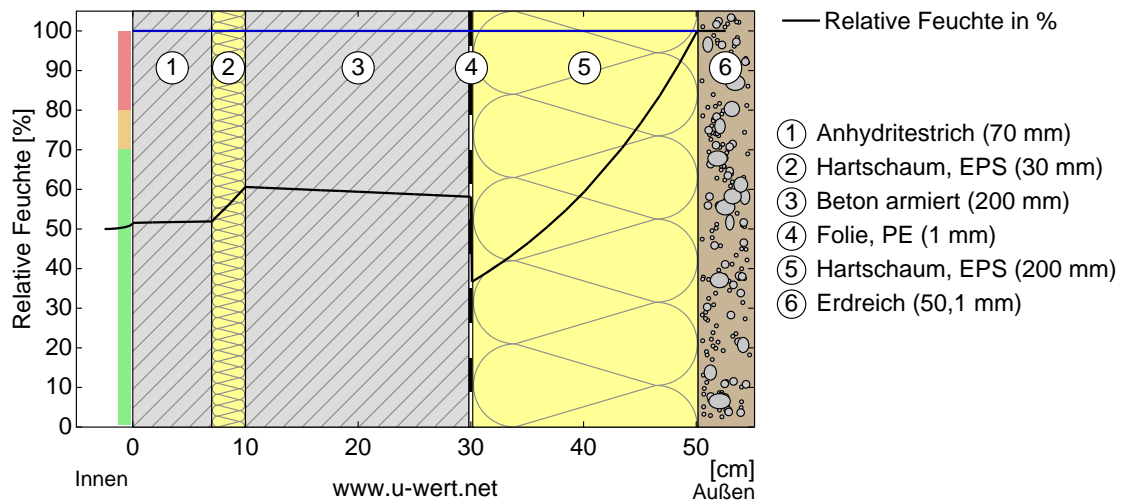 Relative Feuchte [%]
100
90
80
70
60
50
40
30
20
10
0
1 2 3 4 5 6
0 10 20 30 40 50
[cm]
Innen
www.u-wert.net
Außen
Relative Feuchte in %
1 Anhydritestrich (70 mm)
2 Hartschaum, EPS (30 mm)
3 Beton armiert (200 mm)
4 Folie, PE (1 mm)
5 Hartschaum, EPS (200 mm)
6 Erdreich (50,1 mm)